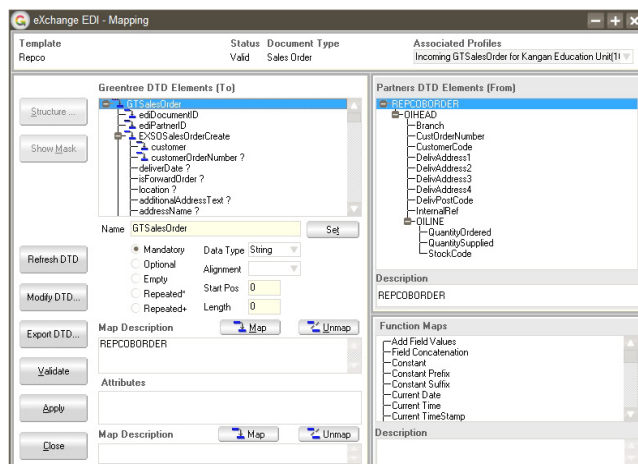 eXchange EDI - Mapping
Template
Status
Document Type
Associated Profiles
Repco
Valid
Sales Order
Incoming GTSalesOrder for Kangan Education Unit(1(
Greentree DTD Elements (To)
Structure ...
Show Mask
Refresh DTD
Modify DTD...
Export DTD...
Validate
Apply
Close
GTSalesOrder
ediDocumentID
ediPartnerID
EXSOSalesOrderCreate
customer
customerOrderNumber ?
deliverDate ?
isForwardOrder ?
location ?
additionalAddressText ?
addressName ?
Name GTSalesOrder Set
Mandatory
Optional
Empty
Repeated*
Repeated+
Data Type String
Alignment
Start Pos 0
Length 0
Map Description Map Unmap
REPCOBORDER
Attributes
Map Description Map Unmap
Partners DTD Elements (From)
REPCOBORDER
OIHEAD
Branch
CustOrderNumber
CustomerCode
DelivAddress1
DelivAddress2
DelivAddress3
DelivAddress4
DelivPostCode
InternalRef
OILINE
QuantityOrdered
QuantitySupplied
StockCode
Description
REPCOBORDER
Function Maps
Add Field Values
Field Concatenation
Constant
Constant Prefix
Constant Suffix
Current Date
Current Time
Current TimeStamp
Description